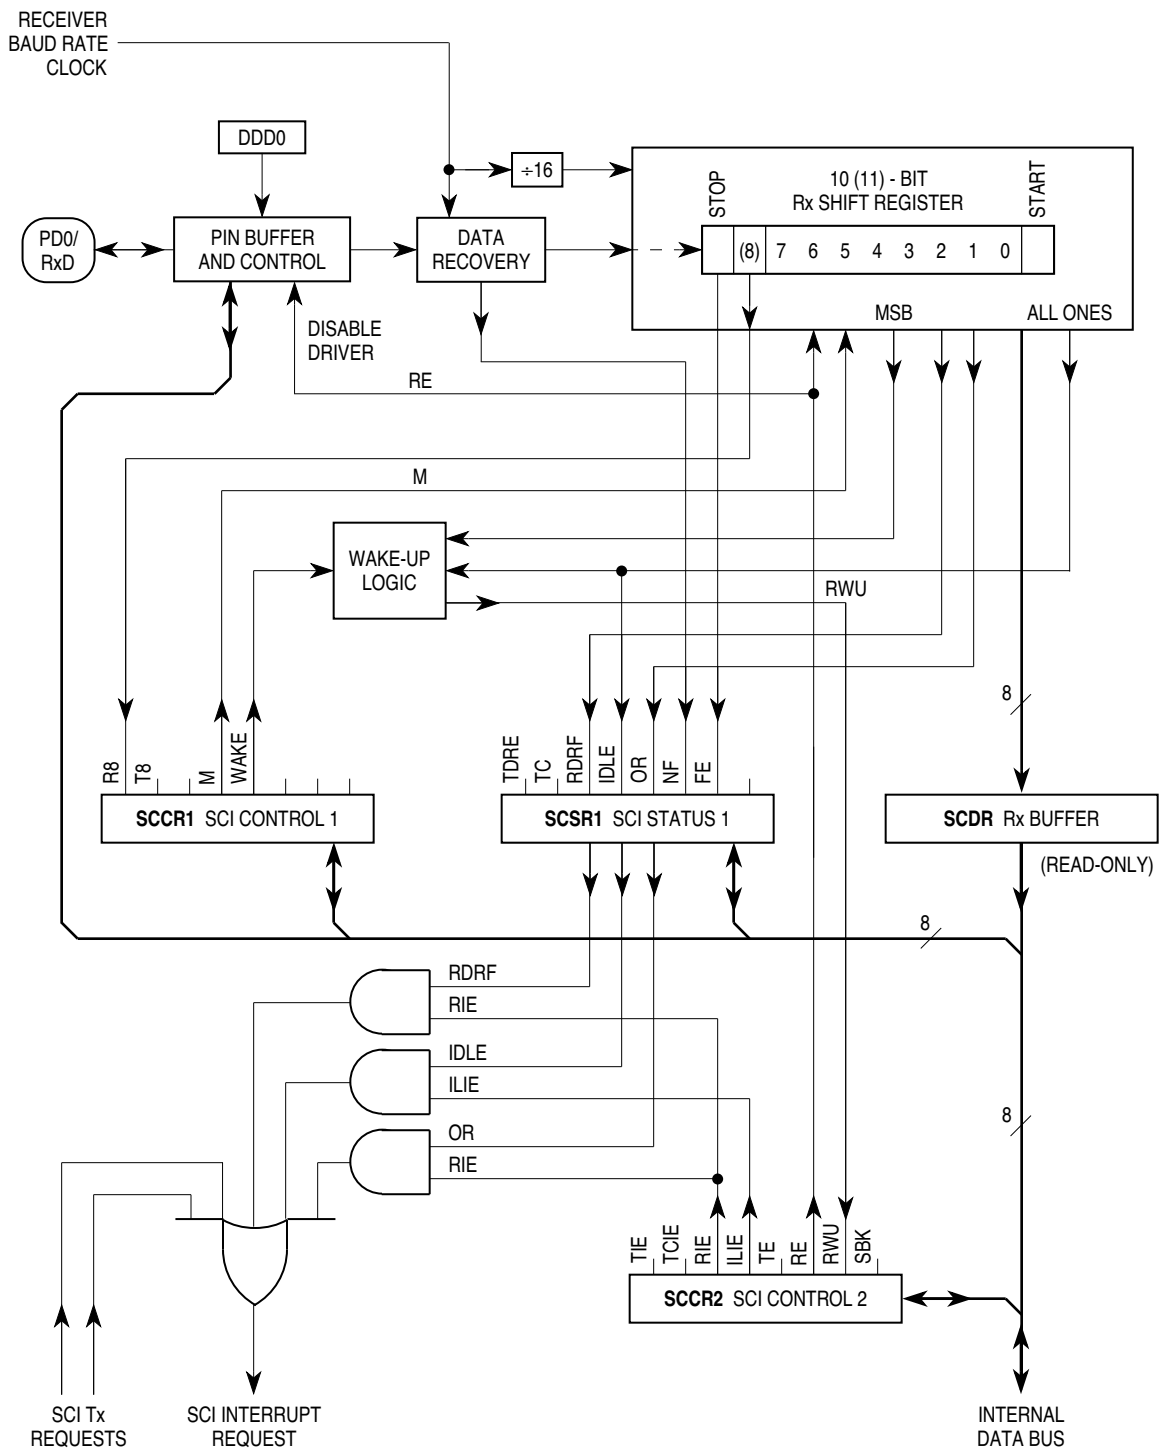 RECEIVER
BAUD RATE
CLOCK
DDD0
÷16
STOP
10 (11) - BIT
Rx SHIFT REGISTER
START
PD0/
RxD
PIN BUFFER
AND CONTROL
DATA
RECOVERY
(8) 7 6 5 4 3 2 1 0
DISABLE
DRIVER
MSB
ALL ONES
RE
M
WAKE-UP
LOGIC
RWU
8
R8
T8
M
WAKE
TDRE
TC
RDRF
IDLE
OR
NF
FE
SCCR1 SCI CONTROL 1
SCSR1 SCI STATUS 1
SCDR Rx BUFFER
(READ-ONLY)
8
RDRF
RIE
IDLE
ILIE
8
OR
RIE
TIE
TCIE
RIE
ILIE
TE
RE
RWU
SBK
SCCR2 SCI CONTROL 2
SCI Tx
REQUESTS
SCI INTERRUPT
REQUEST
INTERNAL
DATA BUS